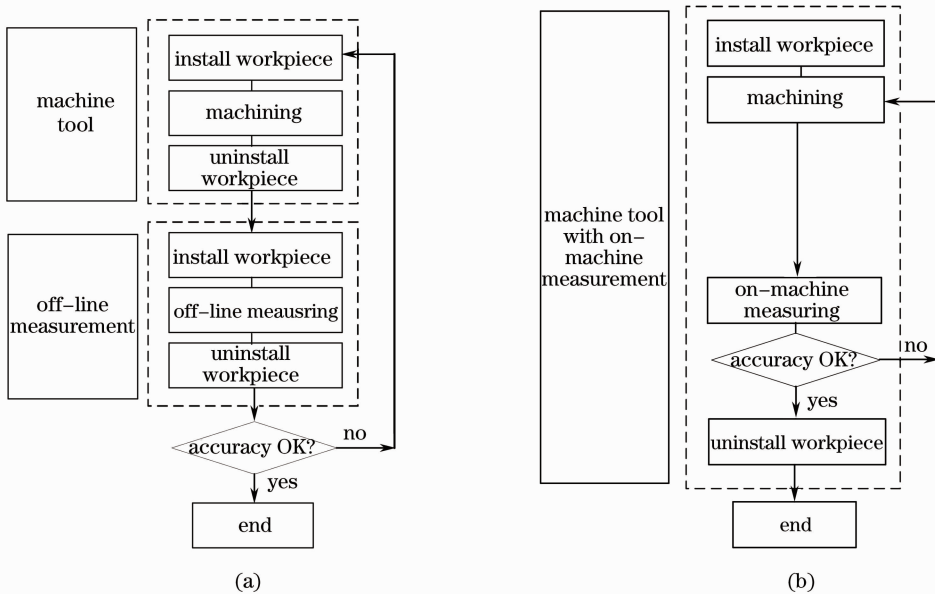 machine
tool
install workpiece
machining
uninstall
workpiece
off-line
measurement
install workpiece
off-line meausring
uninstall
workpiece
accuracy OK?
no
yes
end
(a)
machine tool
with on-
machine
measurement
install workpiece
machining
on-machine
measuring
accuracy OK?
no
yes
uninstall workpiece
end
(b)